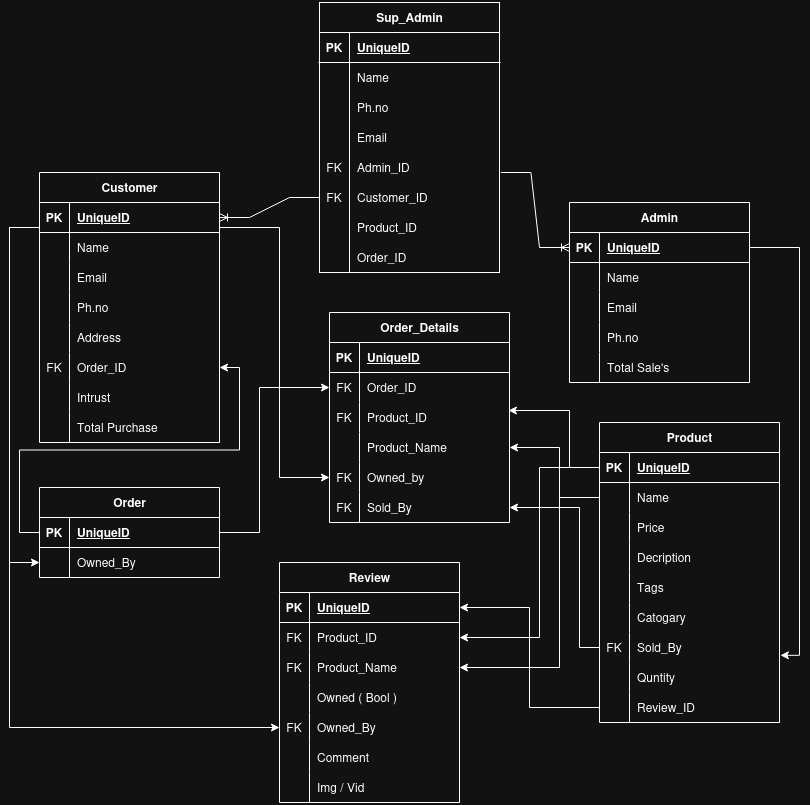 Sup_Admin
PK UniqueID
Name
Ph.no
Email
FK Admin_ID
FK Customer_ID
Product_ID
Order_ID
Customer
PK UniqueID
Name
Email
Ph.no
Address
FK Order_ID
Intrust
Total Purchase
Admin
PK UniqueID
Name
Email
Ph.no
Total Sale's
Order_Details
PK UniqueID
FK Order_ID
FK Product_ID
Product_Name
FK Owned_by
FK Sold_By
Product
PK UniqueID
Name
Price
Decription
Tags
Catogary
FK Sold_By
Quntity
Review_ID
Order
PK UniqueID
Owned_By
Review
PK UniqueID
FK Product_ID
FK Product_Name
Owned ( Bool )
FK Owned_By
Comment
Img / Vid